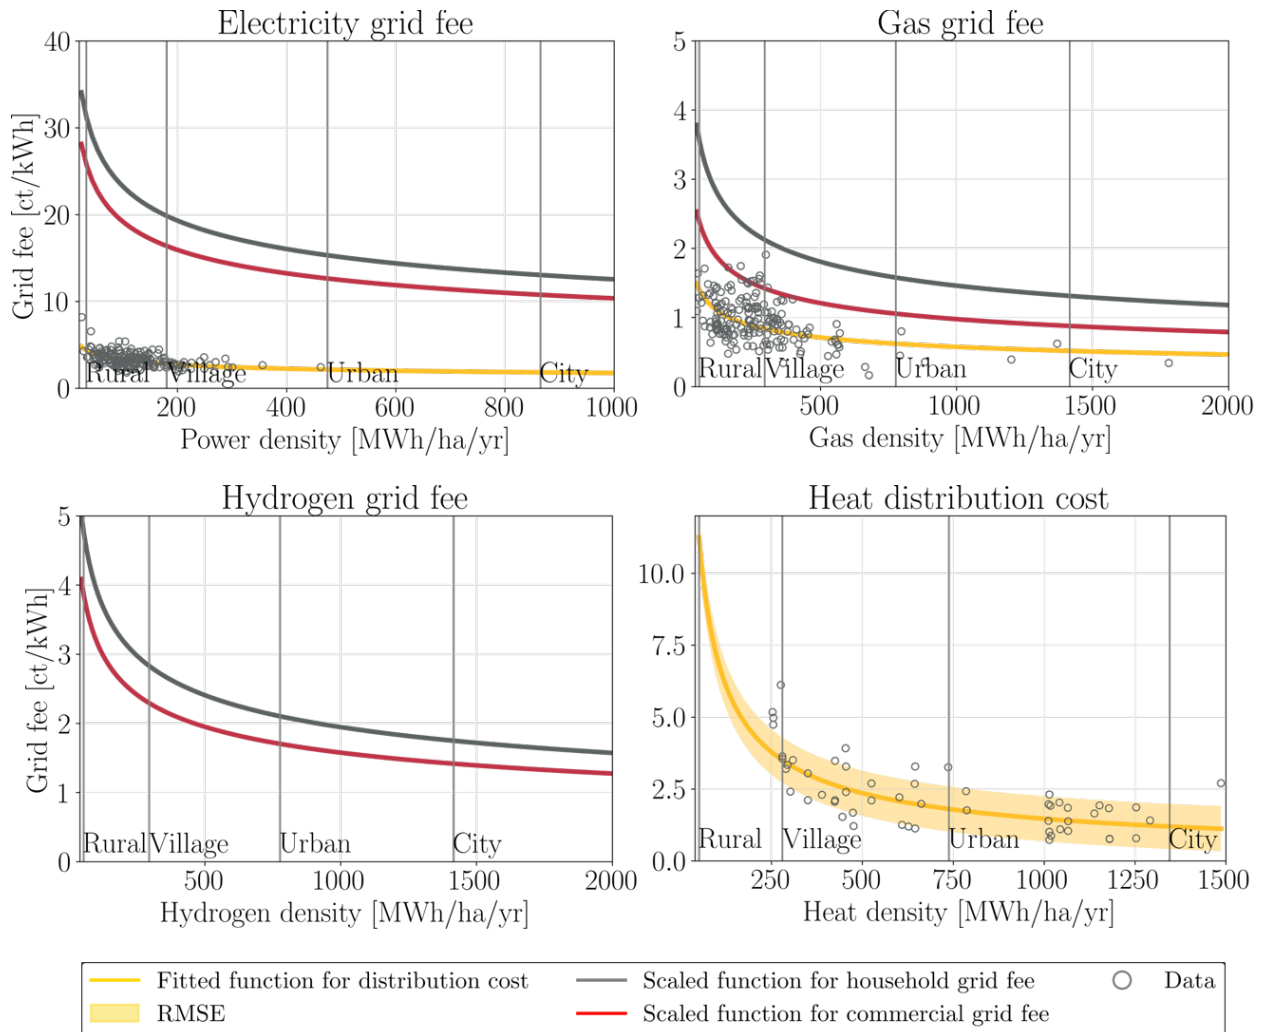 Electricity grid fee
Grid fee [ct/kWh]
40
30
20
10
0
Rural
Village
Urban
City
200
400
600
800
1000
Power density [MWh/ha/yr]
Gas grid fee
5
4
3
2
1
0
Rural
Village
Urban
City
500
1000
1500
2000
Gas density [MWh/ha/yr]
Hydrogen grid fee
Grid fee [ct/kWh]
5
4
3
2
1
0
Rural
Village
Urban
City
500
1000
1500
2000
Hydrogen density [MWh/ha/yr]
Heat distribution cost
10.0
7.5
5.0
2.5
0.0
Rural
Village
Urban
City
250
500
750
1000
1250
1500
Heat density [MWh/ha/yr]
Fitted function for distribution cost
RMSE
Scaled function for household grid fee
Scaled function for commercial grid fee
Data